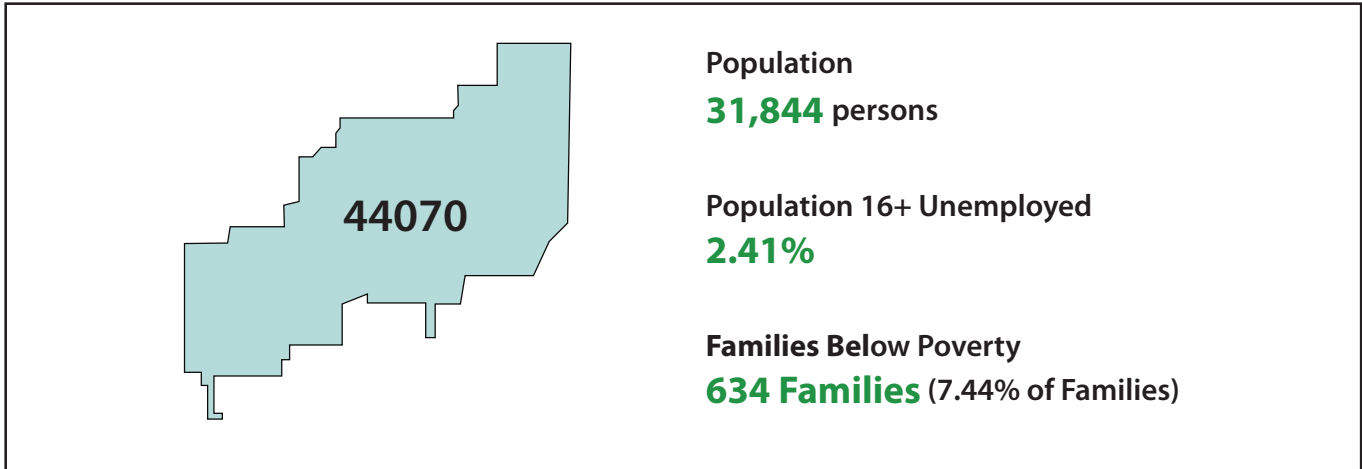 44070
Population
31,844 persons
Population 16+ Unemployed
2.41%
Families Below Poverty
634 Families (7.44% of Families)